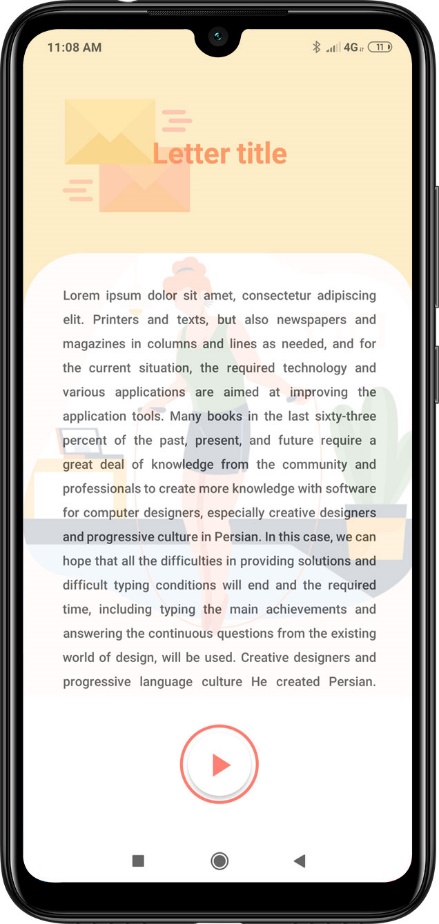 11:08 AM
4G
11
Letter title
Lorem ipsum dolor sit amet, consectetur adipiscing
elit. Printers and texts, but also newspapers and
magazines in columns and lines as needed, and for
the current situation, the required technology and
various applications are aimed at improving the
application tools. Many books in the last sixty-three
percent of the past, present, and future require a
great deal of knowledge from the community and
professionals to create more knowledge with software
for computer designers, especially creative designers
and progressive culture in Persian. In this case, we can
hope that all the difficulties in providing solutions and
difficult typing conditions will end and the required
time, including typing the main achievements and
answering the continuous questions from the existing
world of design, will be used. Creative designers and
progressive language culture He created Persian.